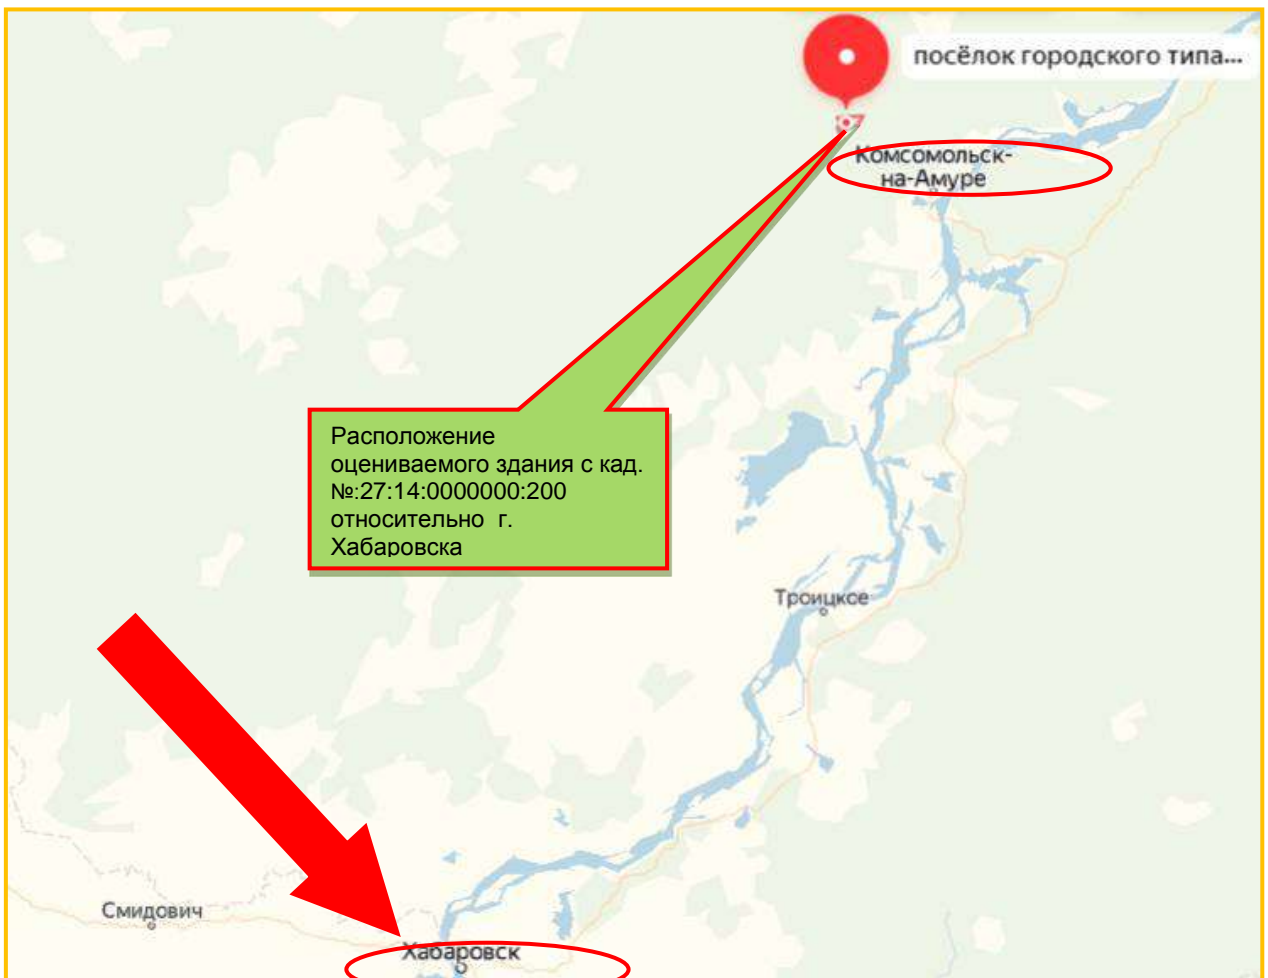 посёлок городского типа...
Комсомольск-
на-Амуре
Расположение
оцениваемого здания с кад.
№:27:14:0000000:200
относительно г.
Хабаровска
Троицкое
Смидович
Хабаровск